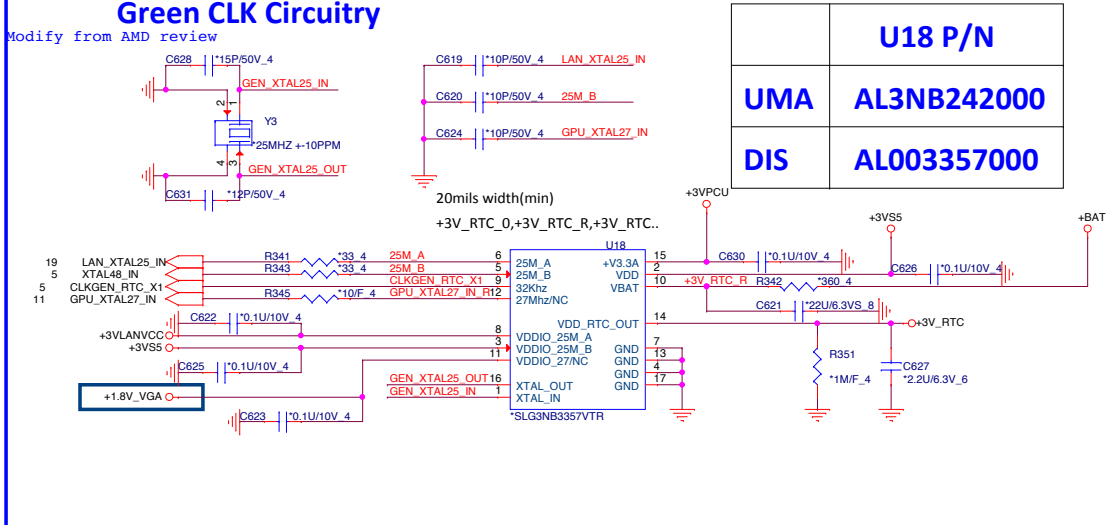 Green CLK Circuitry
Modify from AMD review
U18 P/N
UMA AL3NB242000
DIS AL003357000
C628 *15P/50V_4
GEN_XTAL25_IN
2 1
Y3
*25MHZ +-10PPM
4 3
GEN_XTAL25_OUT
C631 *12P/50V_4
C619 *10P/50V_4 LAN_XTAL25_IN
C620 *10P/50V_4 25M_B
C624 *10P/50V_4 GPU_XTAL27_IN
20mils width(min)
+3V_RTC_0,+3V_RTC_R,+3V_RTC..
+3VPCU
+3VS5
+BAT
U18
19 LAN_XTAL25_IN R341 *33_4 25M_A 6 25M_A
5 XTAL48_IN R343 *33_4 25M_B 5 25M_B
5 CLKGEN_RTC_X1 CLKGEN_RTC_X1 9 32Khz
11 GPU_XTAL27_IN R345 *10/F_4 GPU_XTAL27_IN_R 12 27Mhz/NC
+V3.3A 15 C630 *0.1U/10V_4
VDD 2 C626 *0.1U/10V_4
VBAT 10 +3V_RTC_R R342 *360_4
C621 *22U/6.3VS_8
VDD_RTC_OUT 14 +3V_RTC
C622 *0.1U/10V_4
+3VLANVCC 8 VDDIO_25M_A
+3VS5 3 VDDIO_25M_B
11 VDDIO_27/NC
C625 *0.1U/10V_4
+1.8V_VGA
C623 *0.1U/10V_4
GEN_XTAL25_OUT 16 XTAL_OUT
GEN_XTAL25_IN 1 XTAL_IN
GND 7
GND 13
GND 4
GND 17
*SLG3NB3357VTR
R351
*1M/F_4
C627
*2.2U/6.3V_6